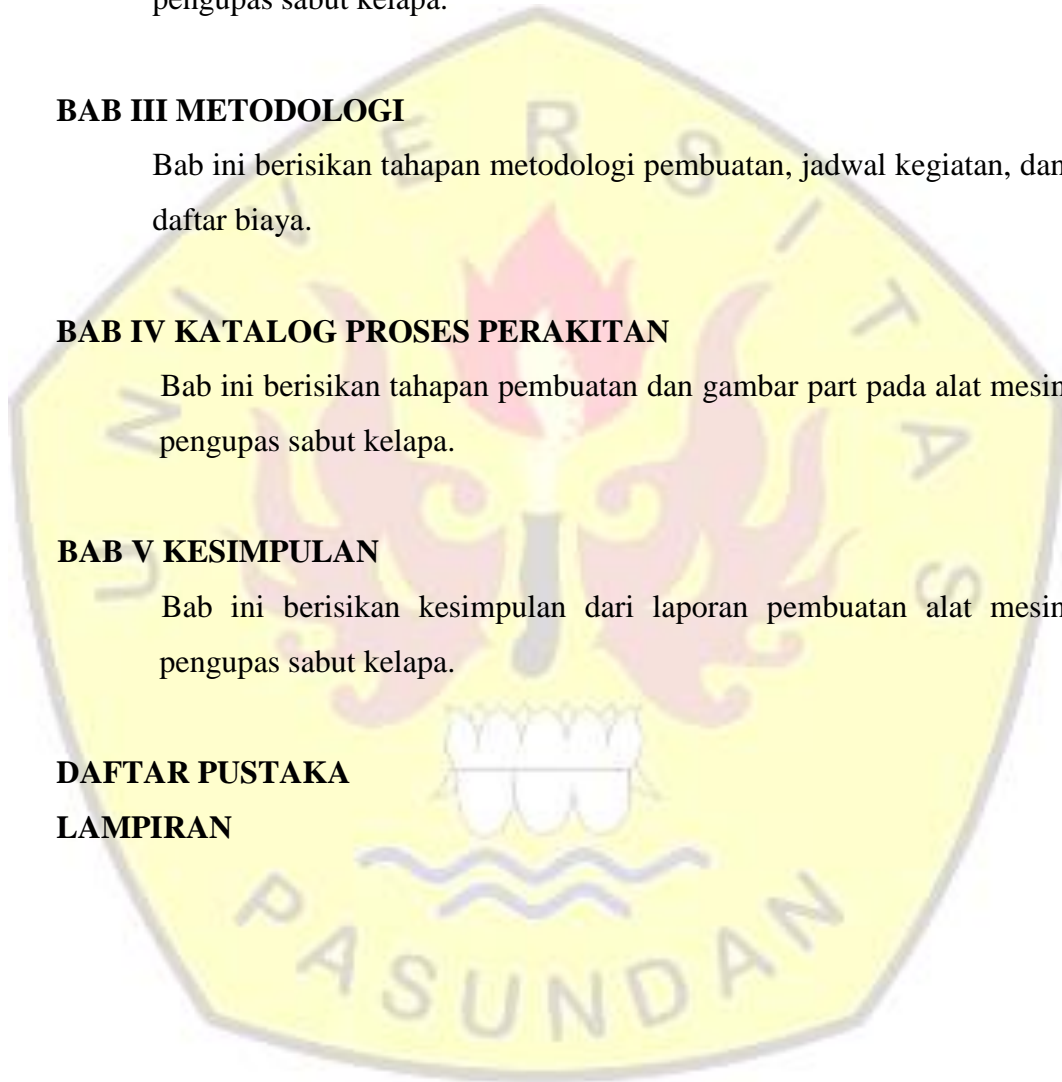 pengupas sabut kelapa.
BAB III METODOLOGI
Bab ini berisikan tahapan metodologi pembuatan, jadwal kegiatan, dan
daftar biaya.
BAB IV KATALOG PROSES PERAKITAN
Bab ini berisikan tahapan pembuatan dan gambar part pada alat mesin
pengupas sabut kelapa.
BAB V KESIMPULAN
Bab ini berisikan kesimpulan dari laporan pembuatan alat mesin
pengupas sabut kelapa.
DAFTAR PUSTAKA
LAMPIRAN
UNIVERSITAS
PASUNDAN